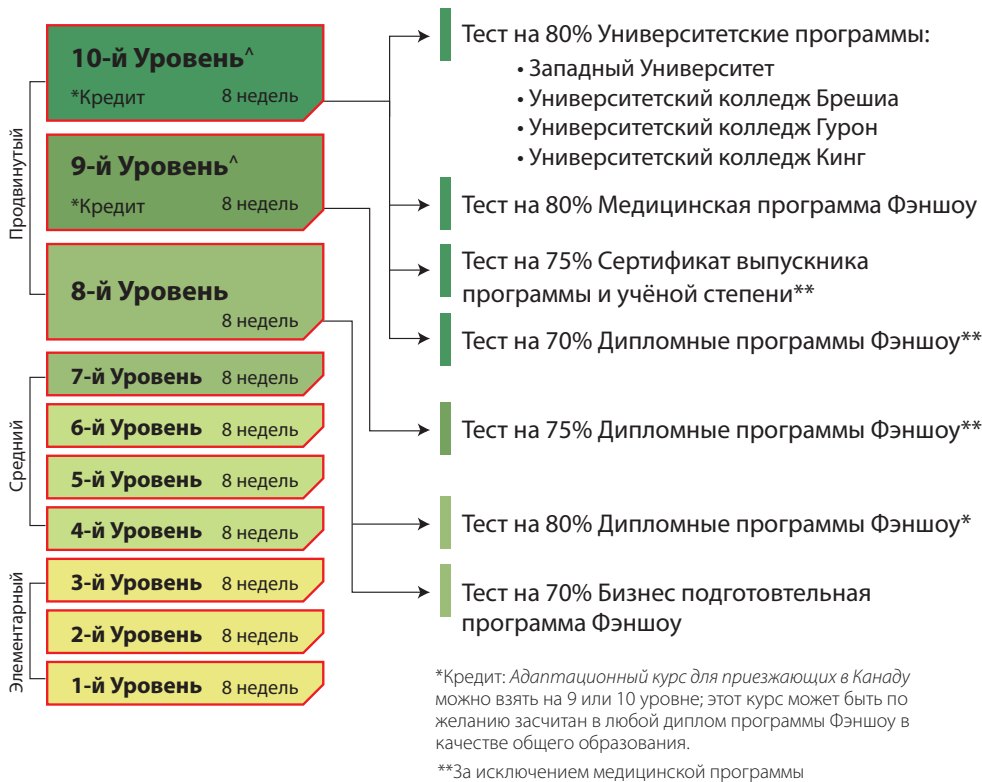 10-й Уровень^
*Кредит 8 недель
9-й Уровень^
*Кредит 8 недель
8-й Уровень
8 недель
7-й Уровень 8 недель
6-й Уровень 8 недель
5-й Уровень 8 недель
4-й Уровень 8 недель
3-й Уровень 8 недель
2-й Уровень 8 недель
1-й Уровень 8 недель
Продвинутый
Средний
Элементарный
Тест на 80% Университетские программы:
• Западный Университет
• Университетский колледж Брешиа
• Университетский колледж Гурон
• Университетский колледж Кинг
Тест на 80% Медицинская программа Фэншоу
Тест на 75% Сертификат выпускника
программы и учёной степени**
Тест на 70% Дипломные программы Фэншоу**
Тест на 75% Дипломные программы Фэншоу**
Тест на 80% Дипломные программы Фэншоу*
Тест на 70% Бизнес подготовтельная
программа Фэншоу
*Кредит: Адаптационный курс для приезжающих в Канаду
можно взять на 9 или 10 уровне; этот курс может быть по
желанию засчитан в любой диплом программы Фэншоу в
качестве общего образования.
**За исключением медицинской программы